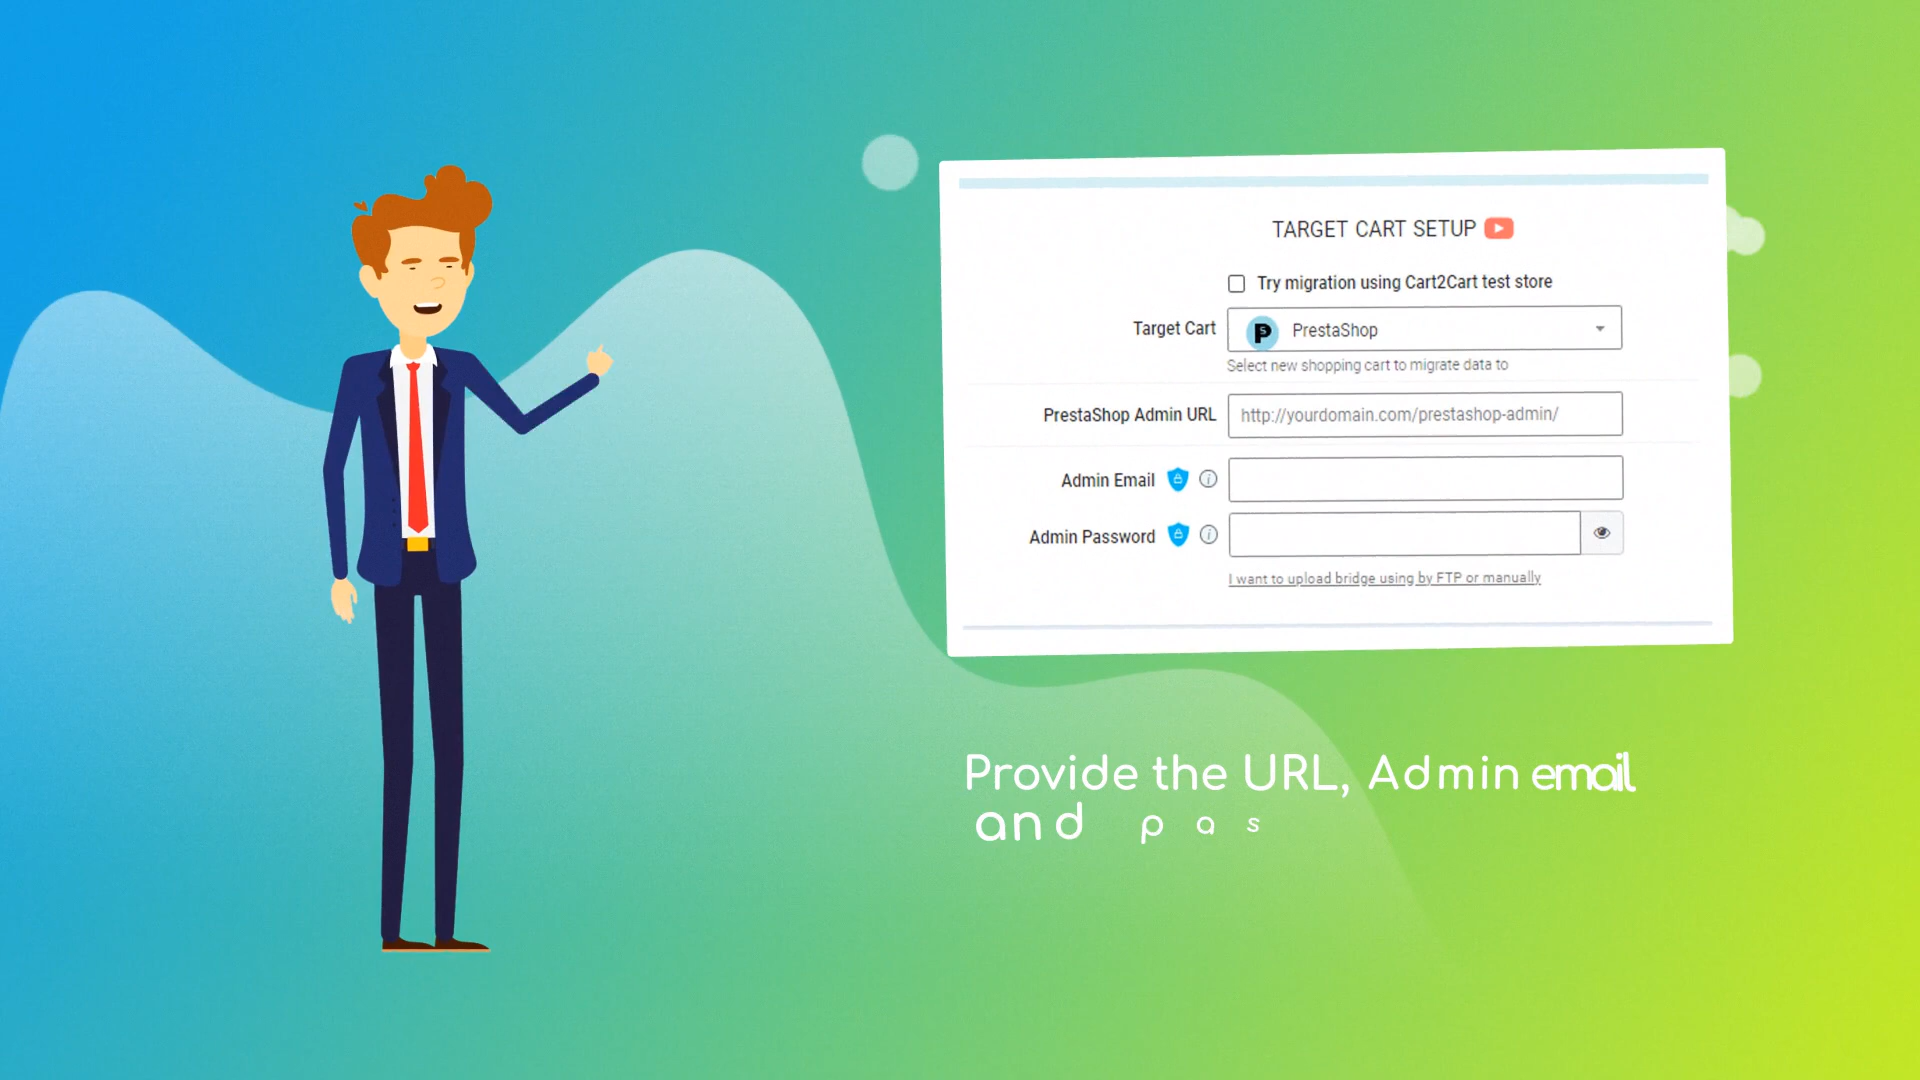 TARGET CART SETUP
Try migration using Cart2Cart test store
Target Cart PrestaShop
Select new shopping cart to migrate data to
PrestaShop Admin URL http://yourdomain.com/prestashop-admin/
Admin Email
Admin Password
I want to upload bridge using by FTP or manually
Provide the URL, Admin email
and pas